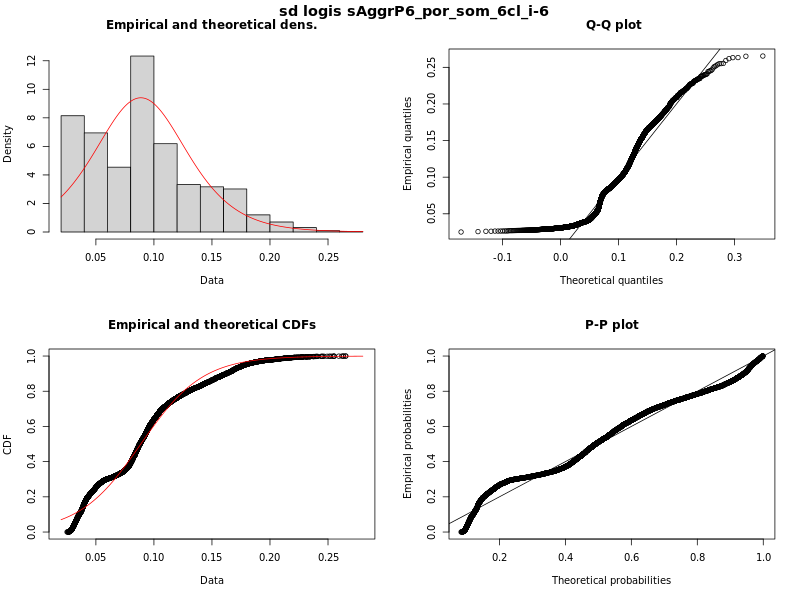 sd logis sAggrP6_por_som_6cl_i-6
Empirical and theoretical dens.
Density
0 2 4 6 8 10 12
0.05 0.10 0.15 0.20 0.25
Data
Q-Q plot
Empirical quantiles
0.05 0.10 0.15 0.20 0.25
-0.1 0.0 0.1 0.2 0.3
Theoretical quantiles
Empirical and theoretical CDFs
CDF
0.0 0.2 0.4 0.6 0.8 1.0
0.05 0.10 0.15 0.20 0.25
Data
P-P plot
Empirical probabilities
0.0 0.2 0.4 0.6 0.8 1.0
0.2 0.4 0.6 0.8 1.0
Theoretical probabilities